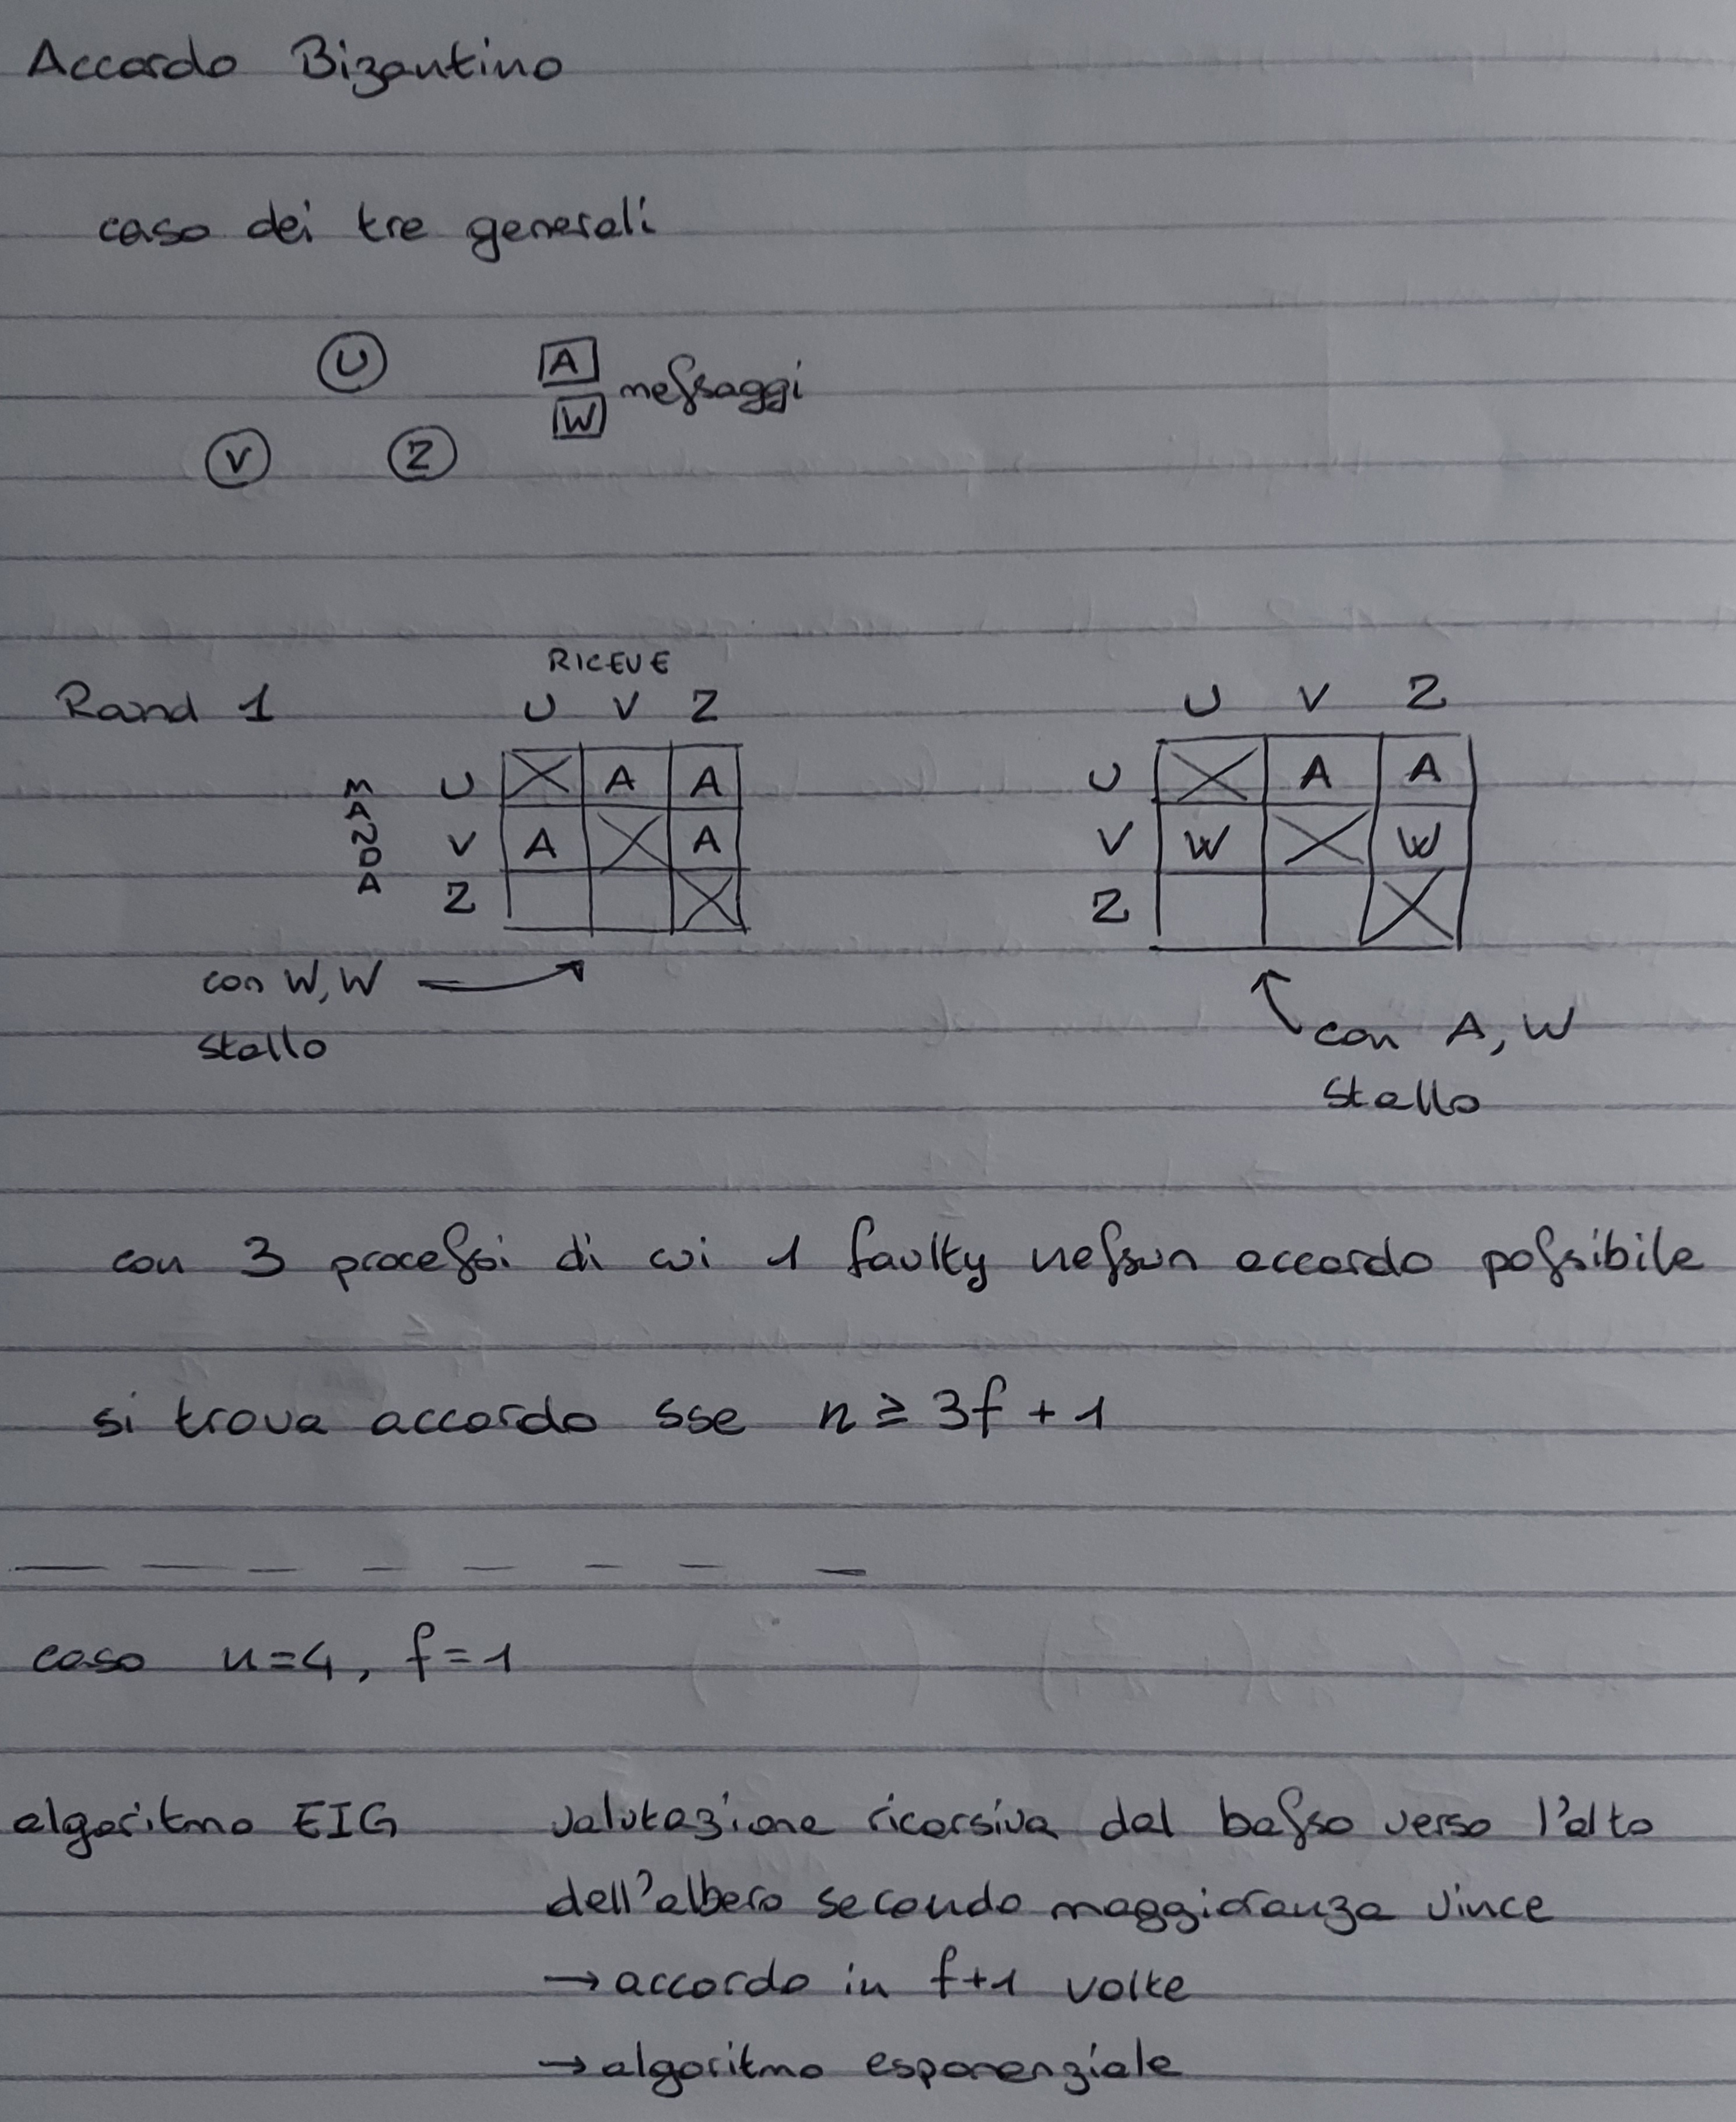 Accordo Bizantino
caso dei tre generali
U
A
messaggi
W
V Z
RICEVE
Round 1 U V Z
MANDA
U A A
V A A
Z
con W, W
stallo
U V Z
U A A
V W W
Z
con A, W
stallo
con 3 processi di cui 1 faulty nessun accordo possibile
si trova accordo sse n ≥ 3f + 1
caso n=4, f=1
algoritmo EIG valutazione ricorsiva dal basso verso l'alto
dell'albero secondo maggioranza vince
→ accordo in f+1 volte
→ algoritmo esponenziale